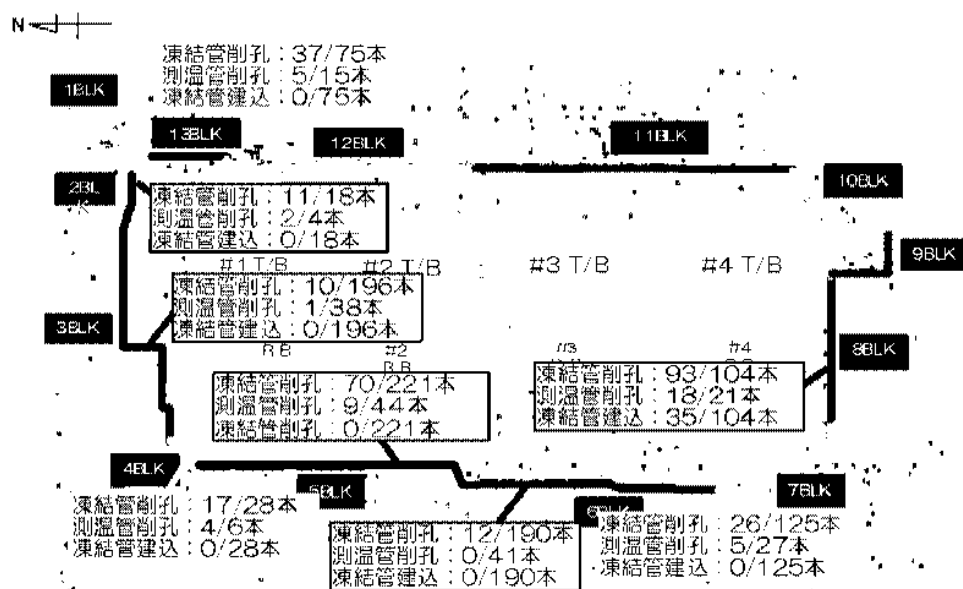 N
凍結管削孔：37/75本
測温管削孔：5/15本
凍結管建込：0/75本
1BLK
13BLK
12BLK
11BLK
2BL
K
10BLK
凍結管削孔：11/18本
測温管削孔：2/4本
凍結管建込：0/18本
9BLK
#1 T/B
#2 T/B
#3 T/B
#4 T/B
凍結管削孔：10/196本
測温管削孔：1/38本
凍結管建込：0/196本
3BLK
8BLK
R B
#2
#3
#4
凍結管削孔：70/221本
測温管削孔：9/44本
凍結管削孔：0/221本
凍結管削孔：93/104本
測温管削孔：18/21本
凍結管建込：35/104本
4BLK
5BLK
7BLK
凍結管削孔：17/28本
測温管削孔：4/6本
凍結管建込：0/28本
凍結管削孔：12/190本
測温管削孔：0/41本
凍結管建込：0/190本
凍結管削孔：26/125本
測温管削孔：5/27本
凍結管建込：0/125本